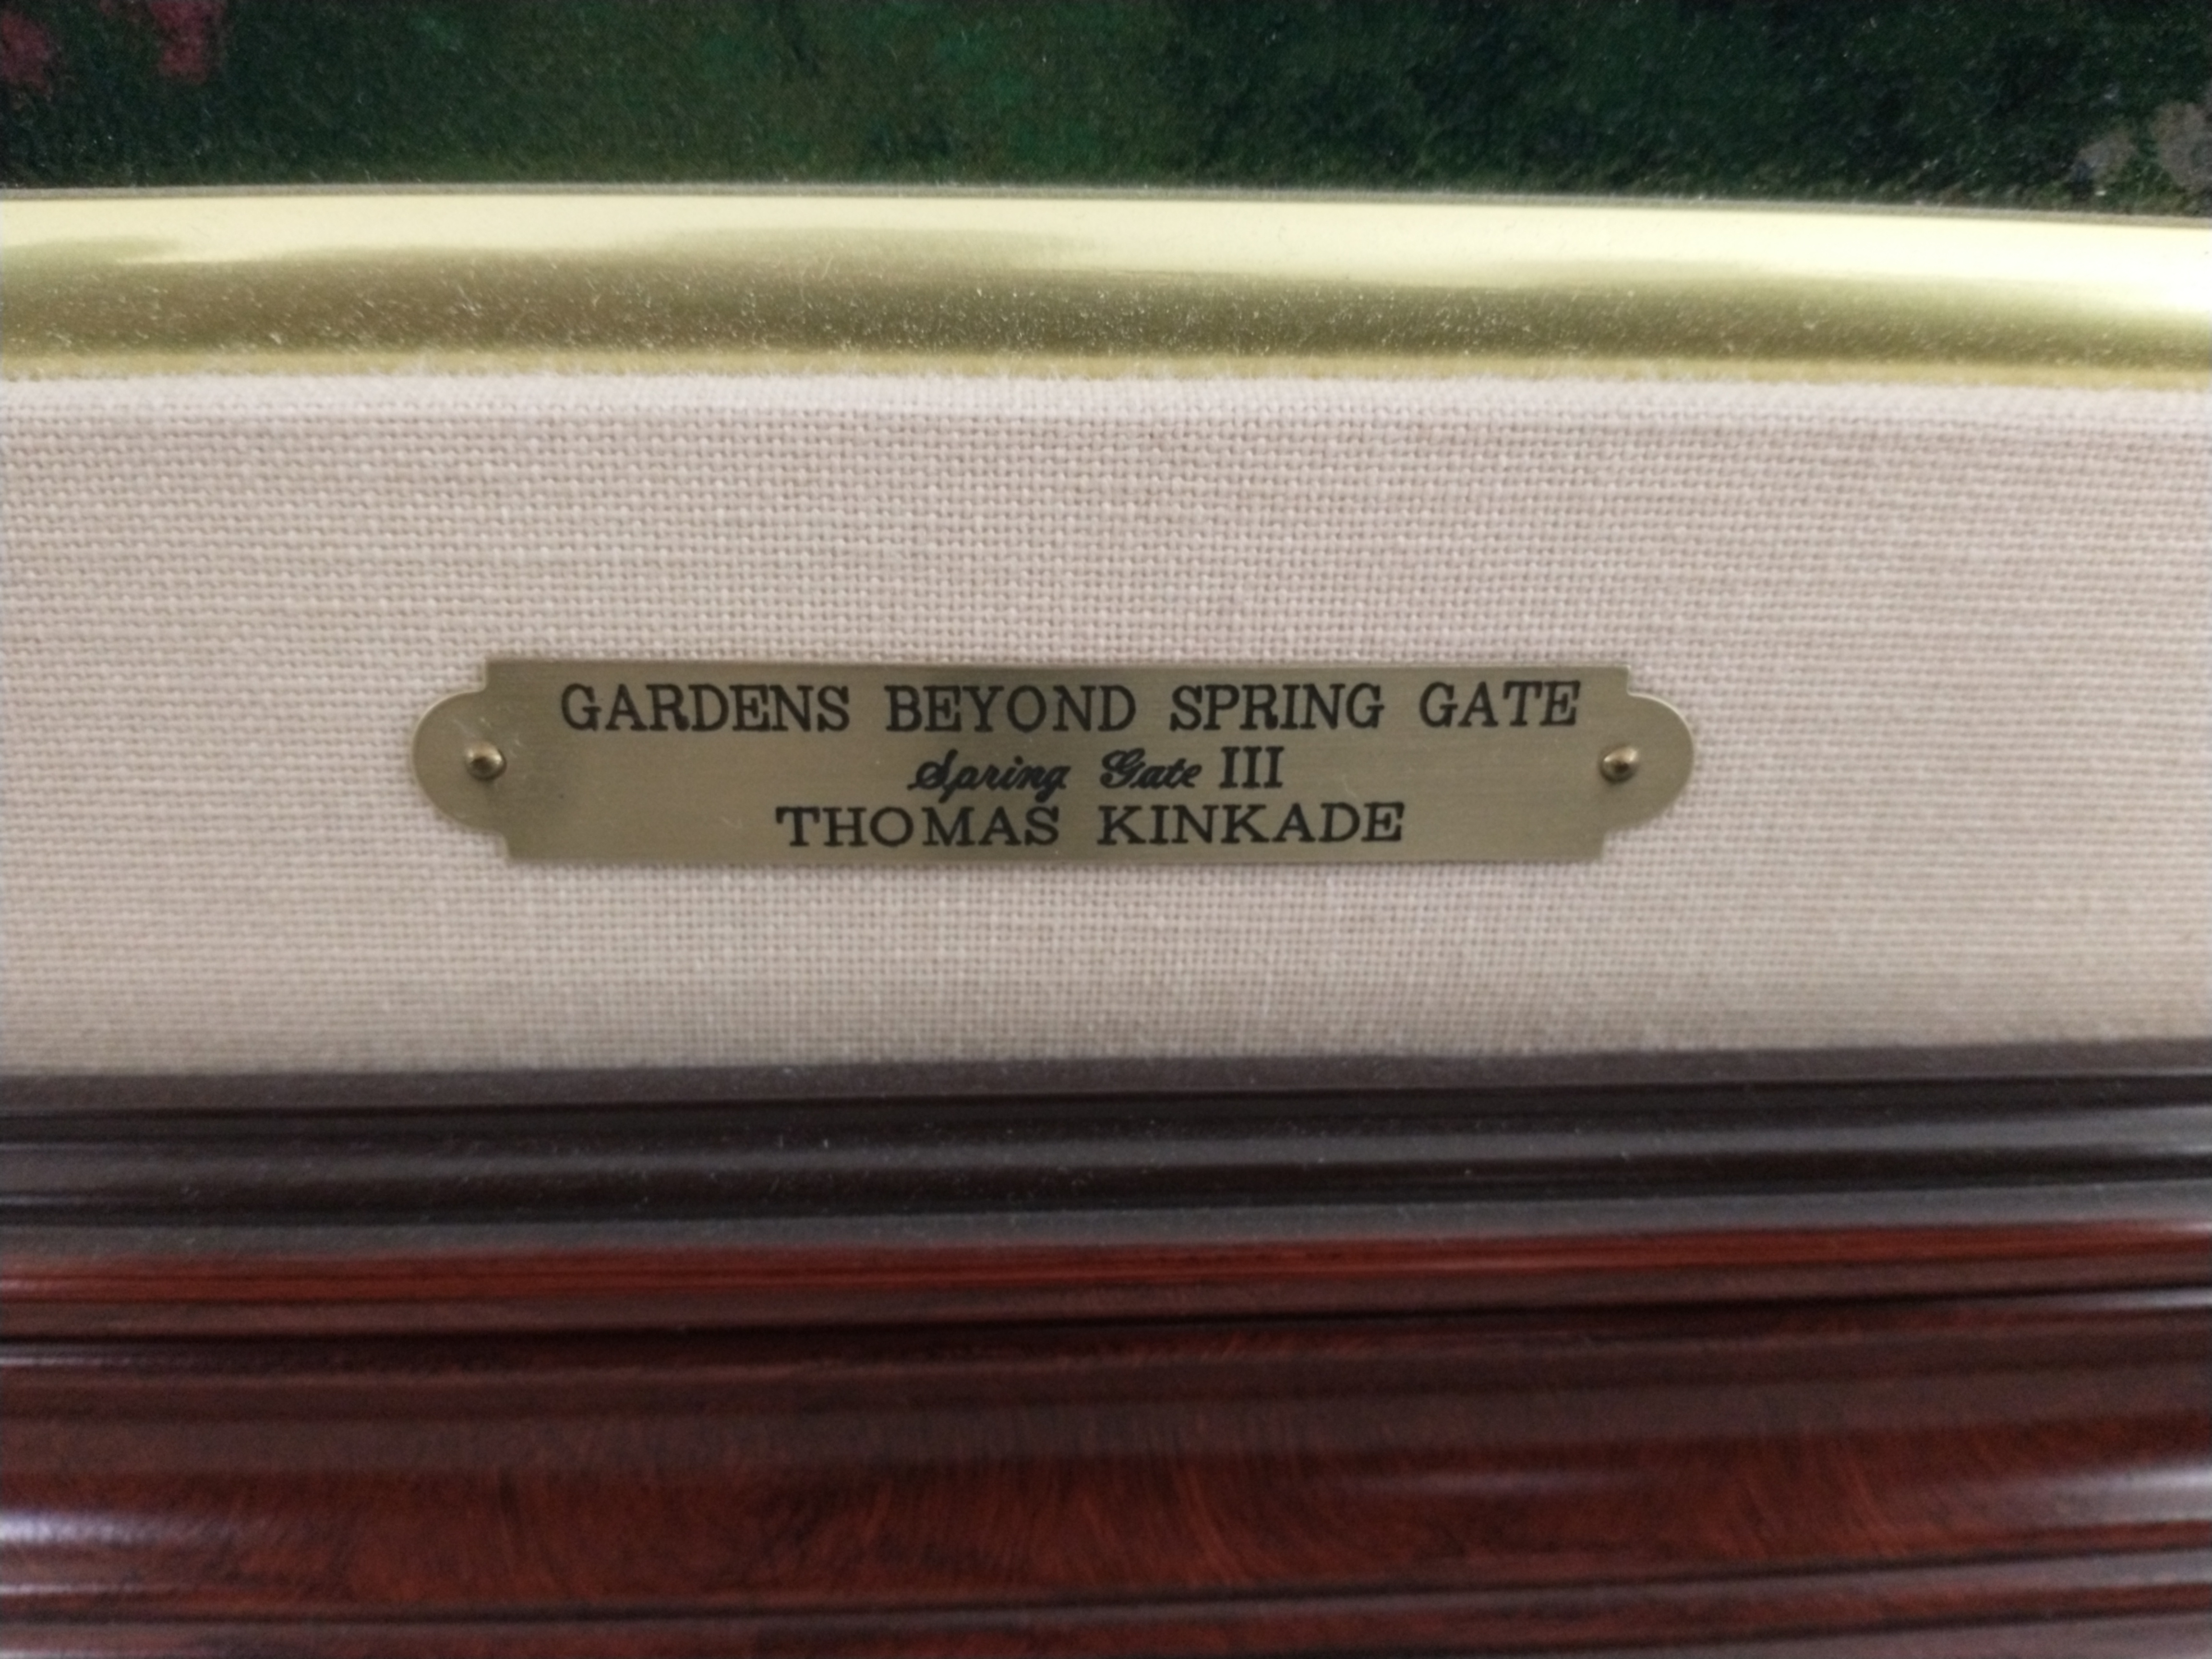 GARDENS BEYOND SPRING GATE
Spring Gate III
THOMAS KINKADE